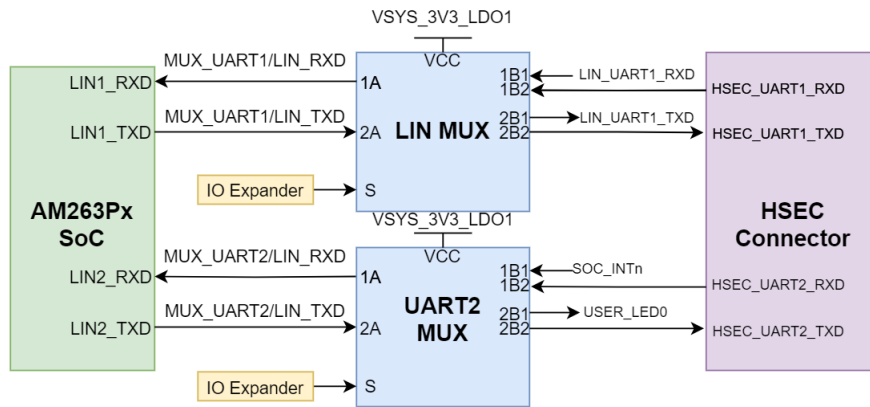 VSYS_3V3_LDO1
VCC
MUX_UART1/LIN_RXD
LIN1_RXD
1A
1B1
LIN_UART1_RXD
1B2
HSEC_UART1_RXD
MUX_UART1/LIN_TXD
LIN1_TXD
2A
LIN MUX
2B1
LIN_UART1_TXD
2B2
HSEC_UART1_TXD
IO Expander
S
AM263Px
SoC
HSEC
Connector
VSYS_3V3_LDO1
VCC
MUX_UART2/LIN_RXD
LIN2_RXD
1A
1B1
SOC_INTn
1B2
HSEC_UART2_RXD
MUX_UART2/LIN_TXD
LIN2_TXD
2A
UART2
MUX
2B1
USER_LED0
2B2
HSEC_UART2_TXD
IO Expander
S